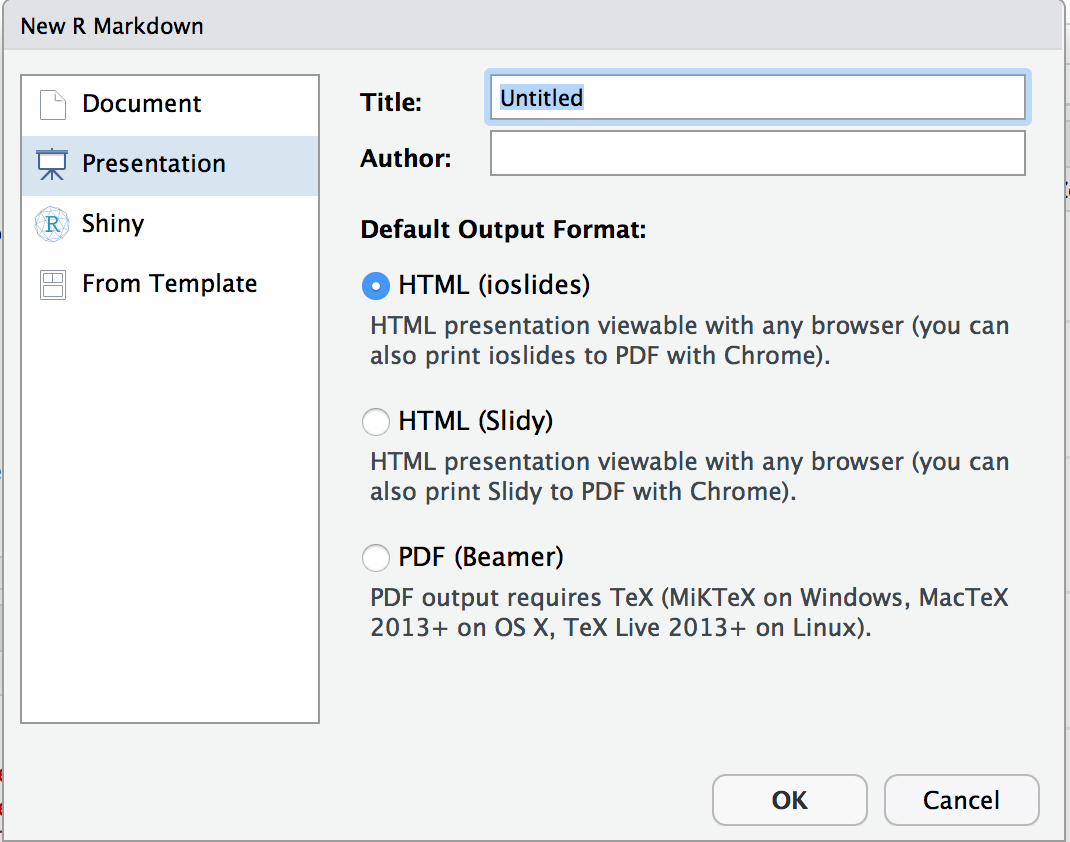 New R Markdown
Document
Presentation
R Shiny
From Template
Title: Untitled
Author:
Default Output Format:
HTML (ioslides)
HTML presentation viewable with any browser (you can
also print ioslides to PDF with Chrome).
HTML (Slidy)
HTML presentation viewable with any browser (you can
also print Slidy to PDF with Chrome).
PDF (Beamer)
PDF output requires TeX (MiKTeX on Windows, MacTeX
2013+ on OS X, TeX Live 2013+ on Linux).
OK Cancel